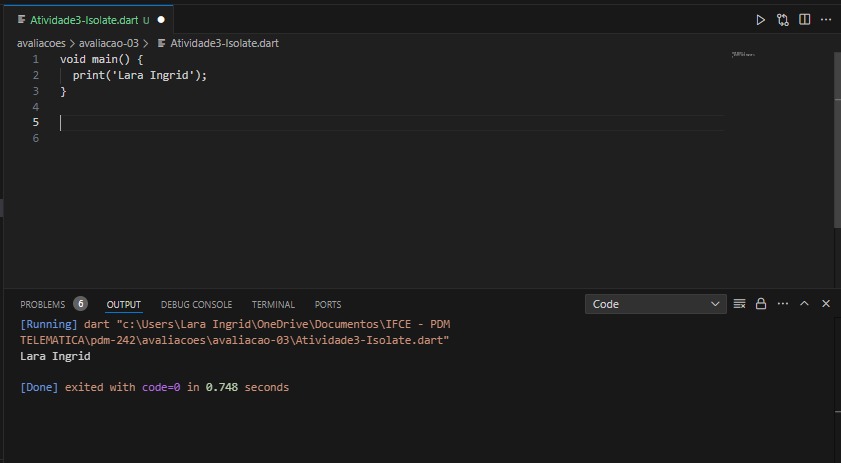 Atividade3-Isolate.dart U
avaliacoes > avaliacao-03 > Atividade3-Isolate.dart
1 void main() {
2 print('Lara Ingrid');
3 }
4
5
6
PROBLEMS 6 OUTPUT DEBUG CONSOLE TERMINAL PORTS Code
[Running] dart "c:\Users\Lara Ingrid\OneDrive\Documentos\IFCE - PDM
TELEMATICA\pdm-242\avaliacoes\avaliacao-03\Atividade3-Isolate.dart"
Lara Ingrid
[Done] exited with code=0 in 0.748 seconds